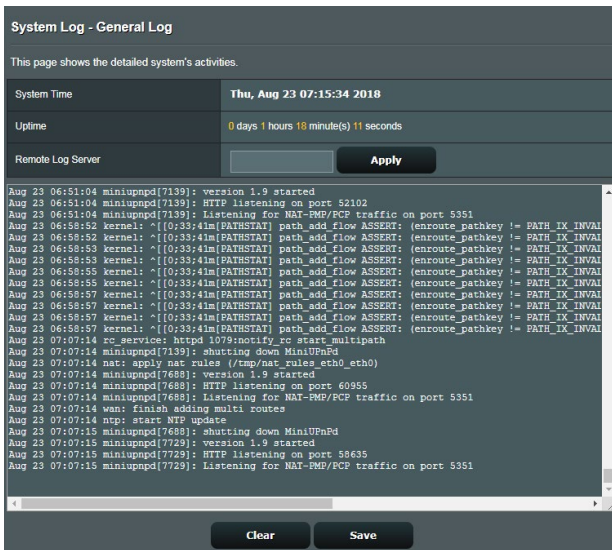 System Log - General Log
This page shows the detailed system's activities.
System Time
Thu, Aug 23 07:15:34 2018
Uptime
0 days 1 hours 18 minute(s) 11 seconds
Remote Log Server
Apply
Aug 23 06:51:04 miniupnpd[7139]: version 1.9 started
Aug 23 06:51:04 miniupnpd[7139]: HTTP listening on port 52102
Aug 23 06:51:04 miniupnpd[7139]: Listening for NAT-PMP/PCP traffic on port 5351
Aug 23 06:58:52 kernel: ^[[0;33;41m[PATHSTAT] path_add_flow ASSERT: (enroute_pathkey != PATH_IX_INVAL
Aug 23 06:58:52 kernel: ^[[0;33;41m[PATHSTAT] path_add_flow ASSERT: (enroute_pathkey != PATH_IX_INVAL
Aug 23 06:58:53 kernel: ^[[0;33;41m[PATHSTAT] path_add_flow ASSERT: (enroute_pathkey != PATH_IX_INVAL
Aug 23 06:58:53 kernel: ^[[0;33;41m[PATHSTAT] path_add_flow ASSERT: (enroute_pathkey != PATH_IX_INVAL
Aug 23 06:58:55 kernel: ^[[0;33;41m[PATHSTAT] path_add_flow ASSERT: (enroute_pathkey != PATH_IX_INVAL
Aug 23 06:58:55 kernel: ^[[0;33;41m[PATHSTAT] path_add_flow ASSERT: (enroute_pathkey != PATH_IX_INVAL
Aug 23 06:58:57 kernel: ^[[0;33;41m[PATHSTAT] path_add_flow ASSERT: (enroute_pathkey != PATH_IX_INVAL
Aug 23 06:58:57 kernel: ^[[0;33;41m[PATHSTAT] path_add_flow ASSERT: (enroute_pathkey != PATH_IX_INVAL
Aug 23 06:58:57 kernel: ^[[0;33;41m[PATHSTAT] path_add_flow ASSERT: (enroute_pathkey != PATH_IX_INVAL
Aug 23 06:58:57 kernel: ^[[0;33;41m[PATHSTAT] path_add_flow ASSERT: (enroute_pathkey != PATH_IX_INVAL
Aug 23 07:07:14 rc_service: httpd 1079:notify_rc start_multipath
Aug 23 07:07:14 miniupnpd[7139]: shutting down MiniUPnPd
Aug 23 07:07:14 nat: apply nat rules (/tmp/nat_rules_eth0_eth0)
Aug 23 07:07:14 miniupnpd[7688]: version 1.9 started
Aug 23 07:07:14 miniupnpd[7688]: HTTP listening on port 60955
Aug 23 07:07:14 miniupnpd[7688]: Listening for NAT-PMP/PCP traffic on port 5351
Aug 23 07:07:14 wan: finish adding multi routes
Aug 23 07:07:14 ntp: start NTP update
Aug 23 07:07:15 miniupnpd[7688]: shutting down MiniUPnPd
Aug 23 07:07:15 miniupnpd[7729]: version 1.9 started
Aug 23 07:07:15 miniupnpd[7729]: HTTP listening on port 58635
Aug 23 07:07:15 miniupnpd[7729]: Listening for NAT-PMP/PCP traffic on port 5351
Clear
Save